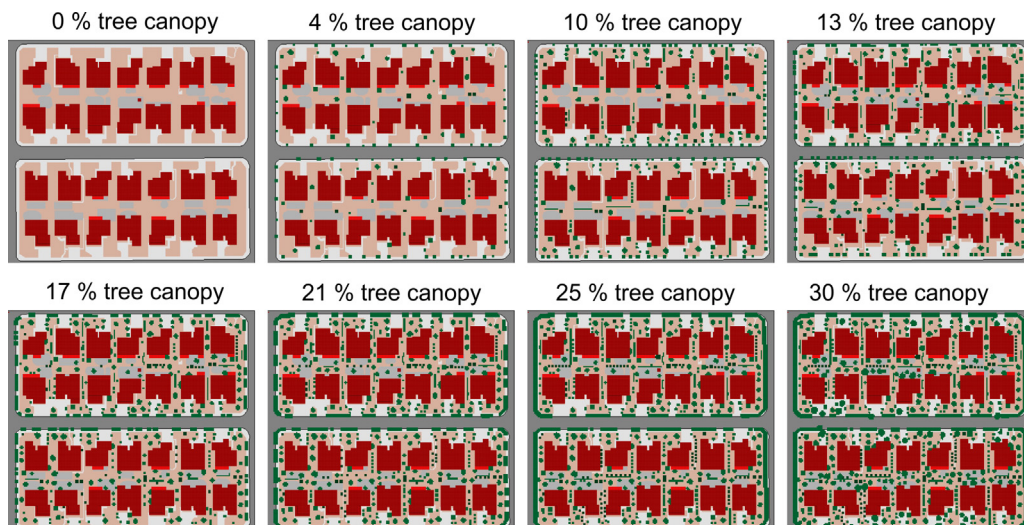 0 % tree canopy
4 % tree canopy
10 % tree canopy
13 % tree canopy
17 % tree canopy
21 % tree canopy
25 % tree canopy
30 % tree canopy